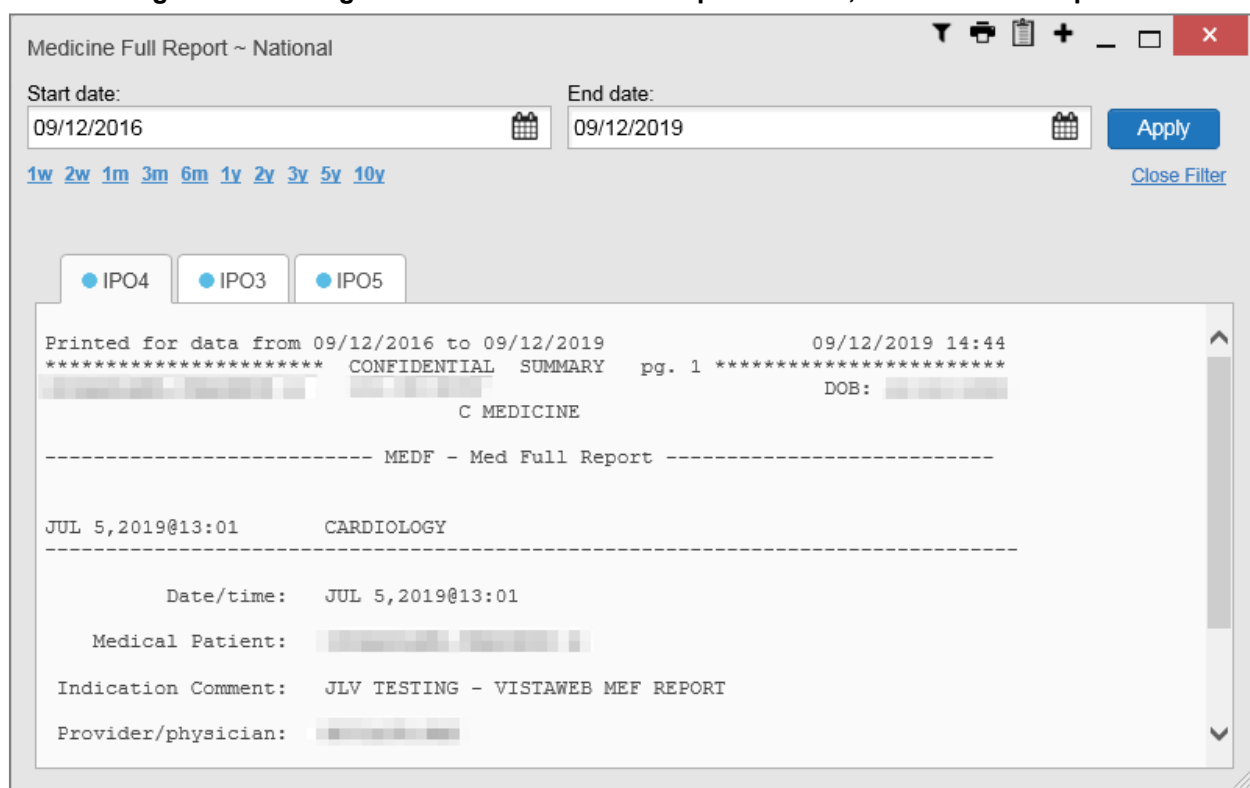 Medicine Full Report ~ National
Start date:
End date:
09/12/2016
09/12/2019
Apply
1w 2w 1m 3m 6m 1y 2y 3y 5y 10y
Close Filter
IPO4 IPO3 IPO5
Printed for data from 09/12/2016 to 09/12/2019 09/12/2019 14:44
*********************** CONFIDENTIAL SUMMARY pg. 1 ************************
DOB:
C MEDICINE
--------------------------- MEDF - Med Full Report ---------------------------
JUL 5,2019@13:01 CARDIOLOGY
--------------------------------------------------------------------------------
Date/time: JUL 5,2019@13:01
Medical Patient:
Indication Comment: JLV TESTING - VISTAWEB MEF REPORT
Provider/physician: